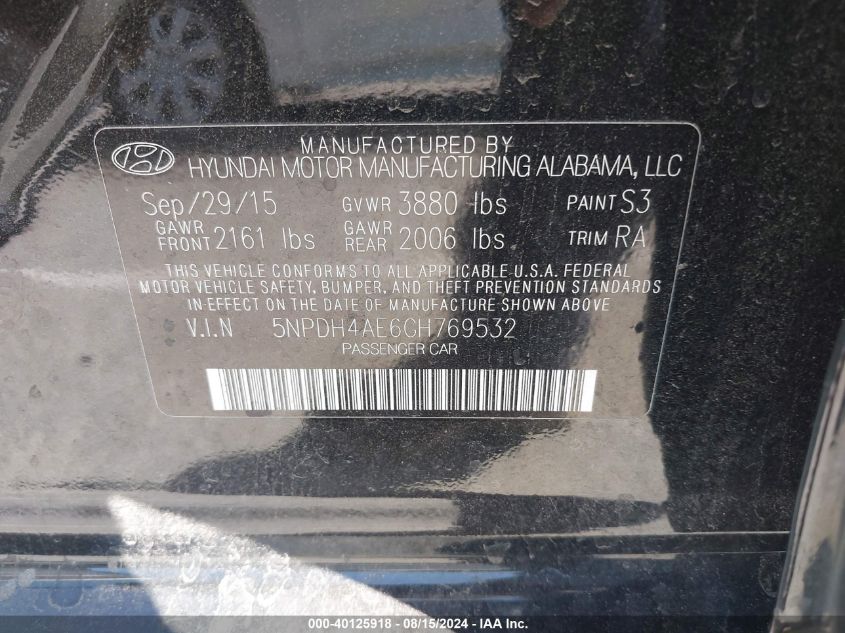 MANUFACTURED BY
HYUNDAI MOTOR MANUFACTURING ALABAMA, LLC
Sep/29/15 GVWR 3880 lbs PAINT S3
GAWR FRONT 2161 lbs GAWR REAR 2006 lbs TRIM RA
THIS VEHICLE CONFORMS TO ALL APPLICABLE U.S.A. FEDERAL
MOTOR VEHICLE SAFETY, BUMPER, AND THEFT PREVENTION STANDARDS
IN EFFECT ON THE DATE OF MANUFACTURE SHOWN ABOVE
V.I.N 5NPDH4AE6GH769532
PASSENGER CAR
000-40125918 - 08/15/2024 - IAA Inc.